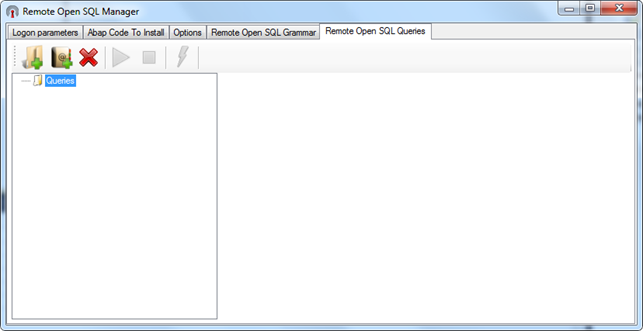 Remote Open SQL Manager
Logon parameters Abap Code To Install Options Remote Open SQL Grammar Remote Open SQL Queries
Queries